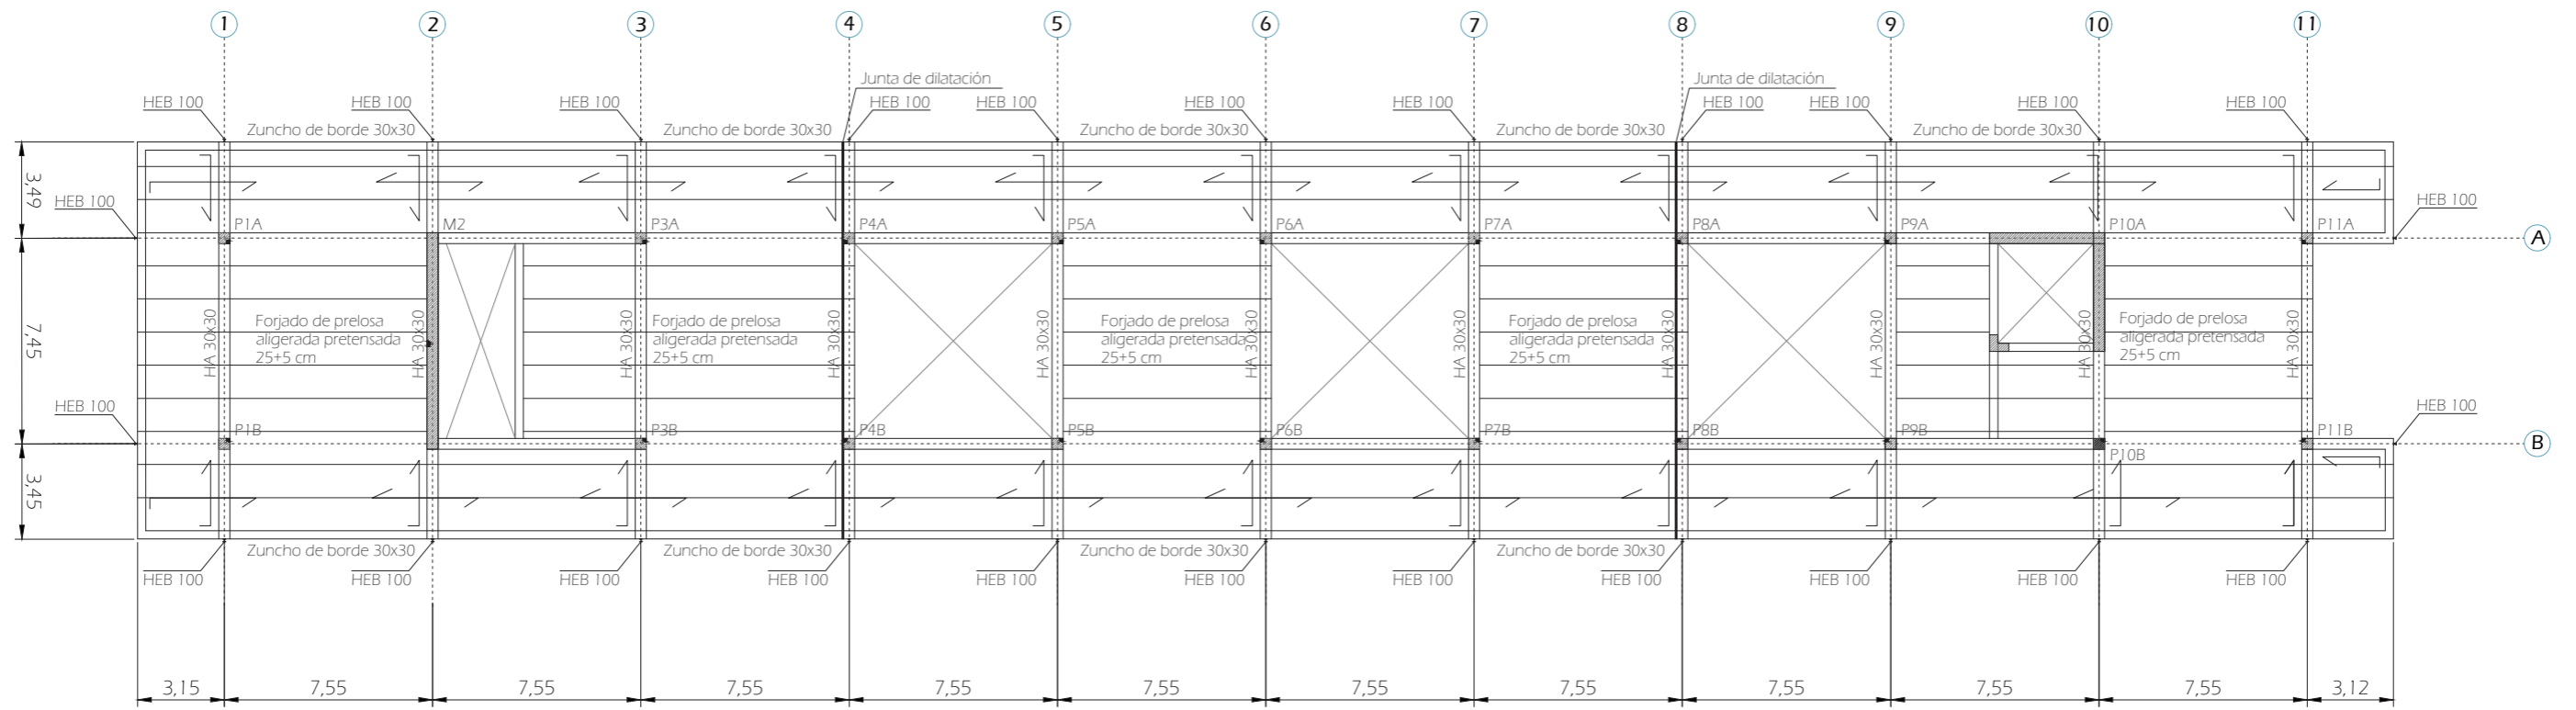 1 2 3 4 5 6 7 8 9 10 11
Junta de dilatación Junta de dilatación
HEB 100 HEB 100 HEB 100 HEB 100 HEB 100 HEB 100 HEB 100 HEB 100 HEB 100 HEB 100 HEB 100
Zuncho de borde 30x30 Zuncho de borde 30x30 Zuncho de borde 30x30 Zuncho de borde 30x30 Zuncho de borde 30x30
3,49
HEB 100 HEB 100
P1A M2 P3A P4A P5A P6A P7A P8A P9A P10A P11A
A
7,45
HA 30x30 HA 30x30 HA 30x30 HA 30x30 HA 30x30 HA 30x30 HA 30x30 HA 30x30 HA 30x30 HA 30x30 HA 30x30
Forjado de prelosa
aligerada pretensada
25+5 cm
Forjado de prelosa
aligerada pretensada
25+5 cm
Forjado de prelosa
aligerada pretensada
25+5 cm
Forjado de prelosa
aligerada pretensada
25+5 cm
Forjado de prelosa
aligerada pretensada
25+5 cm
HEB 100 HEB 100
P1B P3B P4B P5B P6B P7B P8B P9B P11B
B
P10B
3,45
Zuncho de borde 30x30 Zuncho de borde 30x30 Zuncho de borde 30x30 Zuncho de borde 30x30
HEB 100 HEB 100 HEB 100 HEB 100 HEB 100 HEB 100 HEB 100 HEB 100 HEB 100 HEB 100 HEB 100
3,15 7,55 7,55 7,55 7,55 7,55 7,55 7,55 7,55 7,55 7,55 3,12